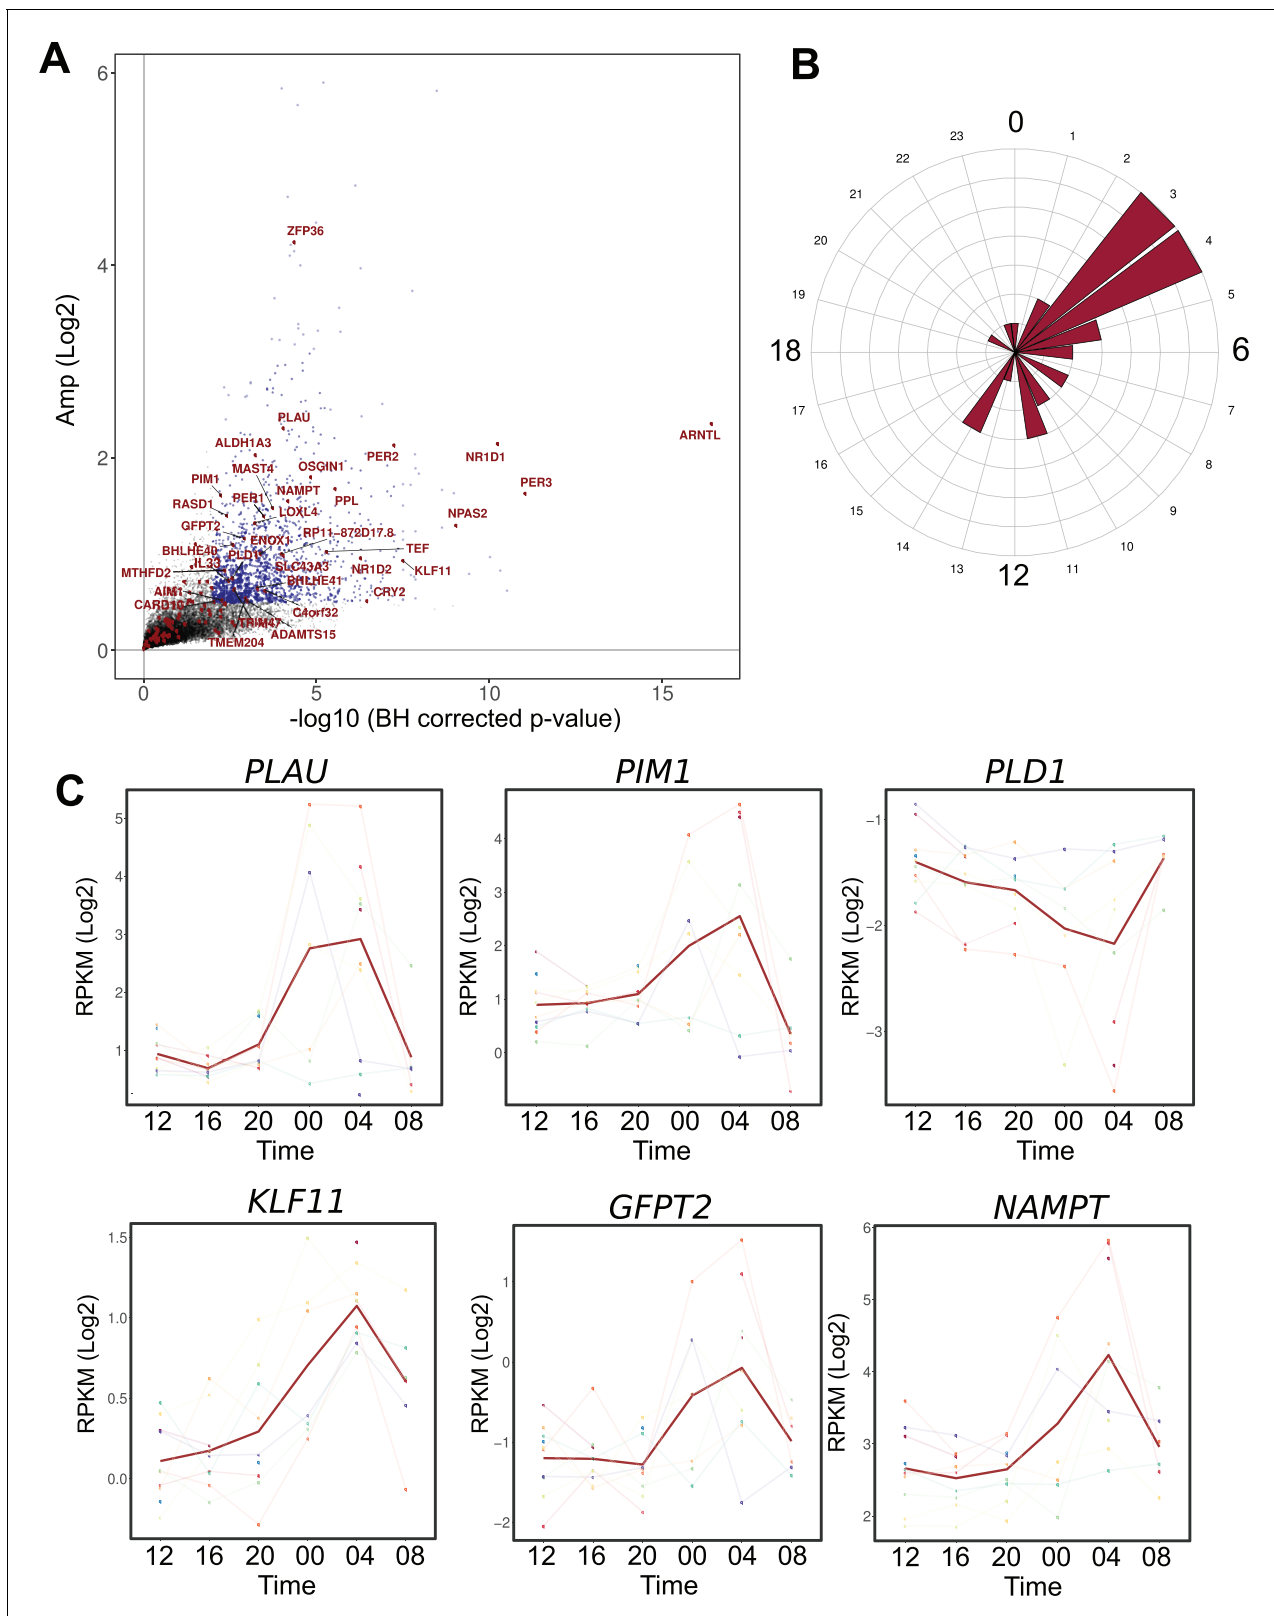 A
B
6
4
2
0
Amp (Log2)
ZFP36
PLAU
ALDH1A3
MAST4
OSGIN1
PER2
NR1D1
ARNTL
PIM1
PER3
RASD1
PER1
NAMPT
PPL
LOXL4
NPAS2
GFPT2
ENOX1
RP11-872D17.8
BHLHE40
PLD1
TEF
IL33
SLC43A3
NR1D2
KLF11
MTHFD2
BHLHE41
AIM1
CRY2
CARD10
C4orf32
TRIM47
ADAMTS15
TMEM204
0 5 10 15
-log10 (BH corrected p-value)
0
1
2
3
4
5
6
7
8
9
10
11
12
13
14
15
16
17
18
19
20
21
22
23
C
PLAU
RPKM (Log2)
5
4
3
2
1
12 16 20 00 04 08
Time
PIM1
RPKM (Log2)
4
3
2
1
0
12 16 20 00 04 08
Time
PLD1
RPKM (Log2)
−1
−2
−3
12 16 20 00 04 08
Time
KLF11
RPKM (Log2)
1.5
1.0
0.5
0.0
12 16 20 00 04 08
Time
GFPT2
RPKM (Log2)
1
0
−1
−2
12 16 20 00 04 08
Time
NAMPT
RPKM (Log2)
6
5
4
3
2
12 16 20 00 04 08
Time